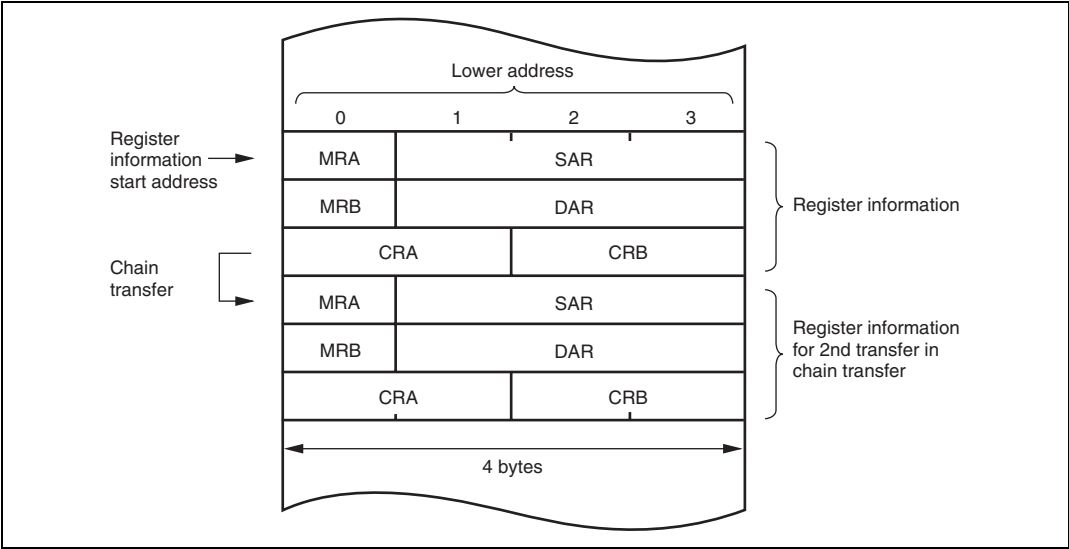 Lower address
0 1 2 3
Register
information
start address
MRA SAR
MRB DAR
Register information
CRA CRB
Chain
transfer
MRA SAR
MRB DAR
Register information
for 2nd transfer in
chain transfer
CRA CRB
4 bytes